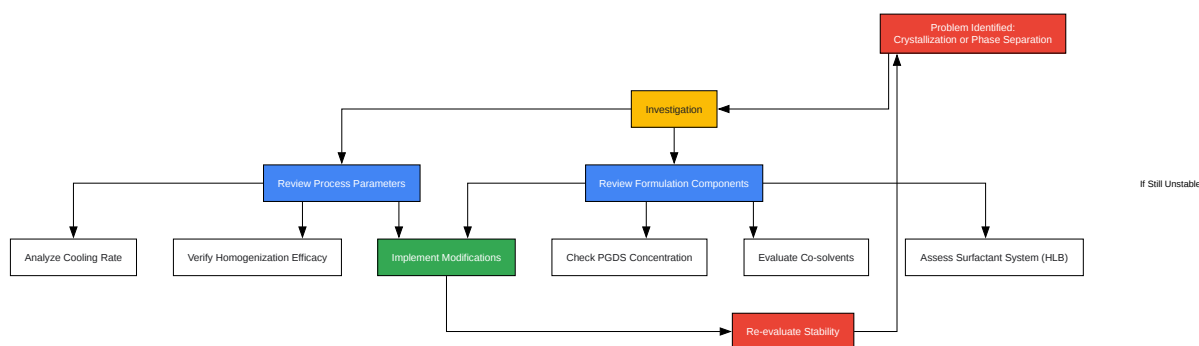 Problem Identified:
Crystallization or Phase Separation
Investigation
Review Process Parameters
Review Formulation Components
If Still Unstable
Analyze Cooling Rate
Verify Homogenization Efficacy
Implement Modifications
Check PGDS Concentration
Evaluate Co-solvents
Assess Surfactant System (HLB)
Re-evaluate Stability